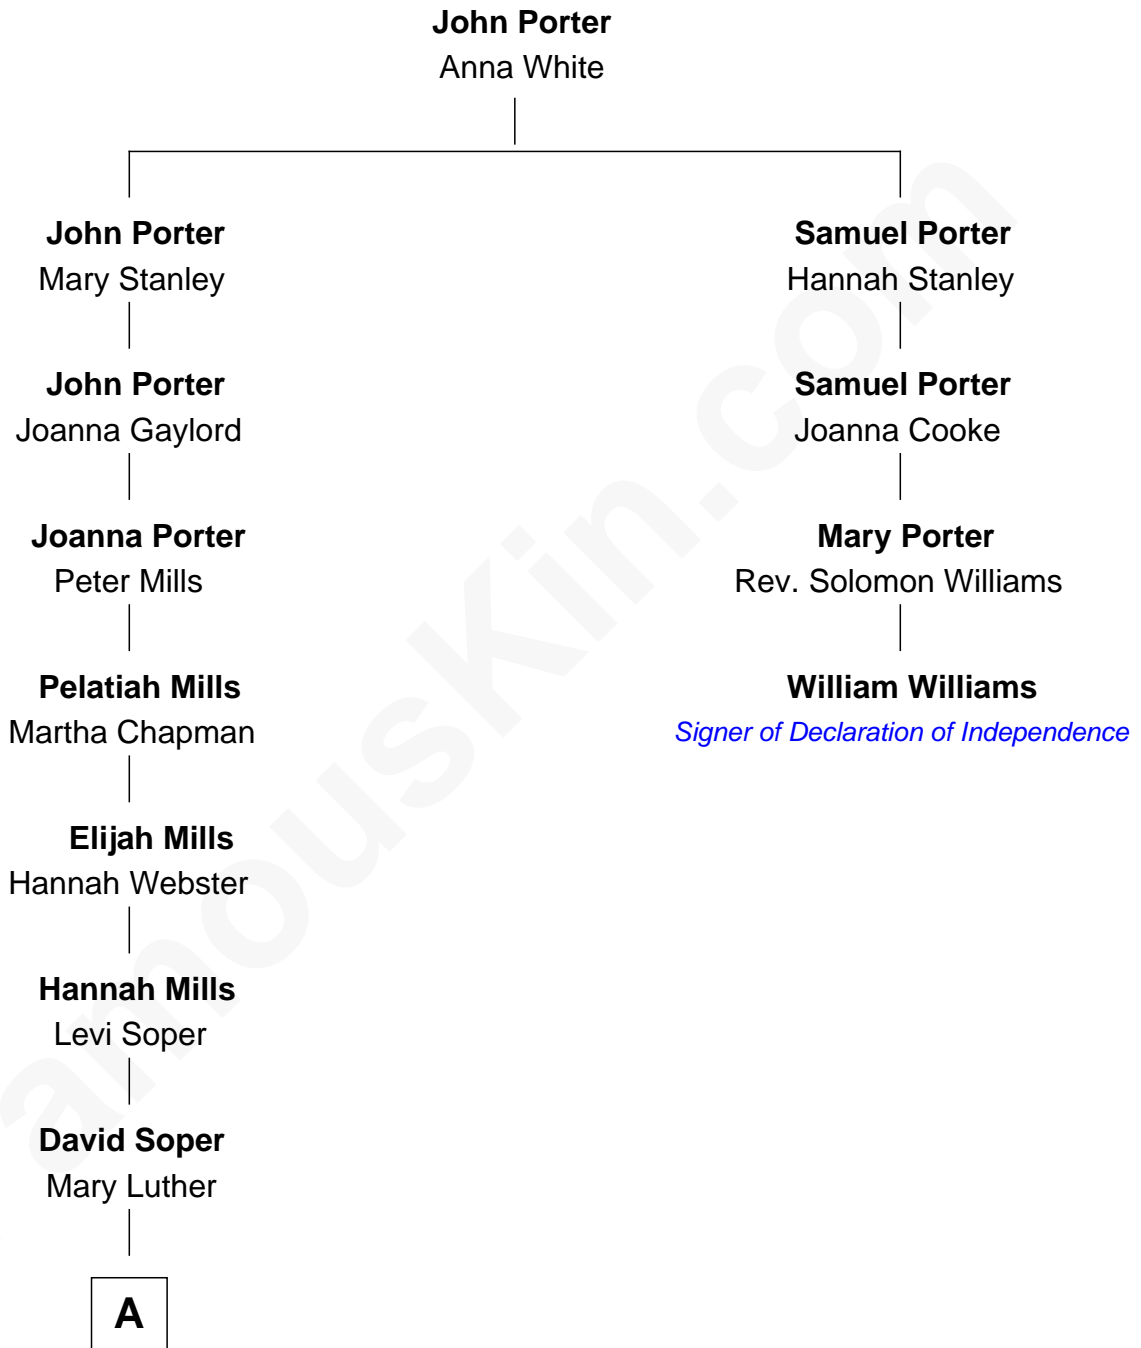 John Porter
Anna White
John Porter
Mary Stanley
Samuel Porter
Hannah Stanley
John Porter
Joanna Gaylord
Samuel Porter
Joanna Cooke
Joanna Porter
Peter Mills
Mary Porter
Rev. Solomon Williams
Pelatiah Mills
Martha Chapman
William Williams
Signer of Declaration of Independence
Elijah Mills
Hannah Webster
Hannah Mills
Levi Soper
David Soper
Mary Luther
A
amouskin.com